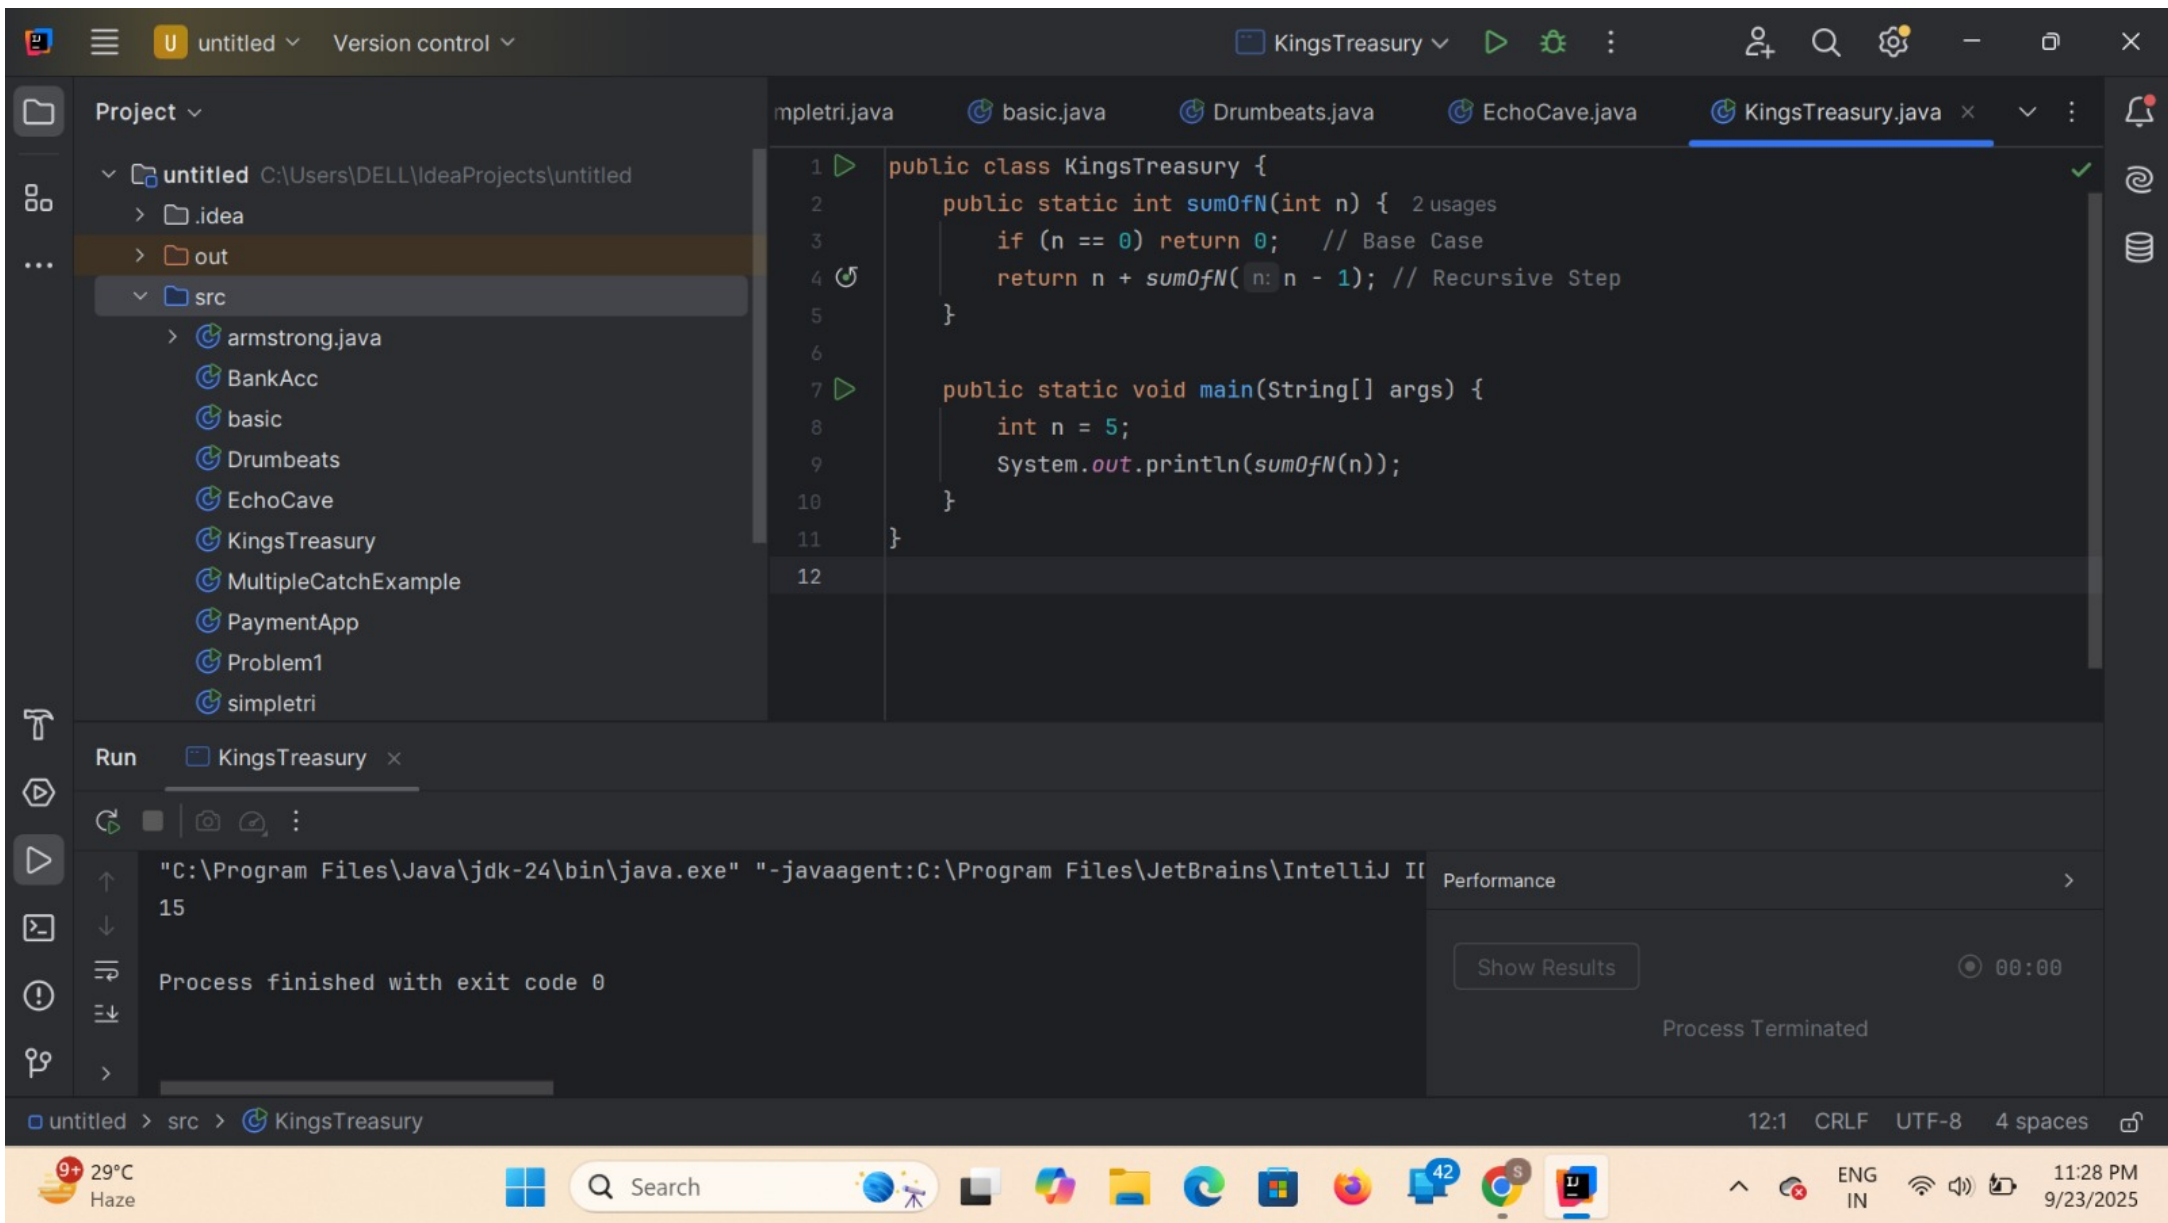 U untitled Version control KingsTreasury
Project
mpletri.java basic.java Drumbeats.java EchoCave.java KingsTreasury.java
untitled C:\Users\DELL\IdeaProjects\untitled
.idea
out
src
armstrong.java
BankAcc
basic
Drumbeats
EchoCave
KingsTreasury
MultipleCatchExample
PaymentApp
Problem1
simpletri
1 public class KingsTreasury {
2 public static int sumOfN(int n) { 2 usages
3 if (n == 0) return 0; // Base Case
4 return n + sumOfN( n: n - 1); // Recursive Step
5 }
6
7 public static void main(String[] args) {
8 int n = 5;
9 System.out.println(sumOfN(n));
10 }
11 }
12
Run KingsTreasury
"C:\Program Files\Java\jdk-24\bin\java.exe" "-javaagent:C:\Program Files\JetBrains\IntelliJ
15
Process finished with exit code 0
Performance
Show Results 00:00
Process Terminated
untitled > src > KingsTreasury 12:1 CRLF UTF-8 4 spaces
9+ 29°C
Haze
Search
42
S
ENG
IN
11:28 PM
9/23/2025